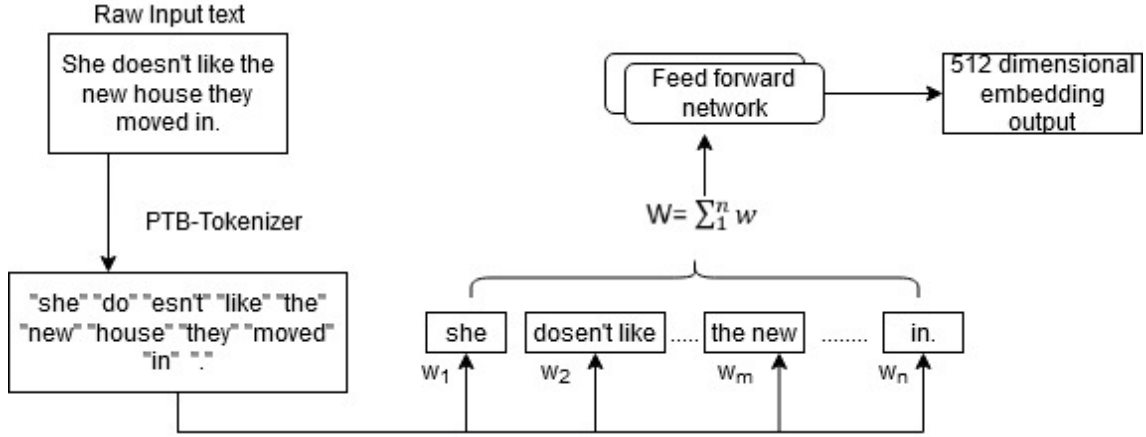 Raw Input text
She doesn't like the
new house they
moved in.
PTB-Tokenizer
"she" "do" "esn't" "like" "the"
"new" "house" "they" "moved"
"in" "."
Feed forward
network
512 dimensional
embedding
output
W= ∑₁ⁿ w
she
dosen't like
.....
the new
........
in.
w₁
w₂
wₘ
wₙ